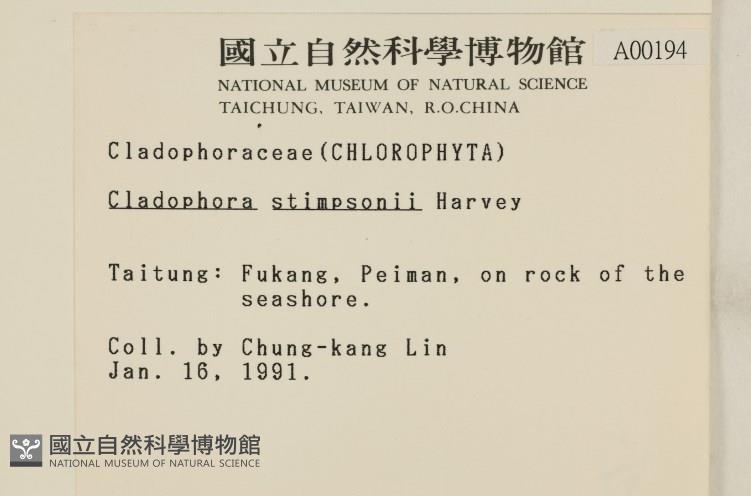 國立自然科學博物館 A00194
NATIONAL MUSEUM OF NATURAL SCIENCE
TAICHUNG, TAIWAN, R.O.CHINA
Cladophoraceae(CHLOROPHYTA)
Cladophora stimpsonii Harvey
Taitung: Fukang, Peiman, on rock of the
seashore.
Coll. by Chung-kang Lin
Jan. 16, 1991.
國立自然科學博物館
NATIONAL MUSEUM OF NATURAL SCIENCE